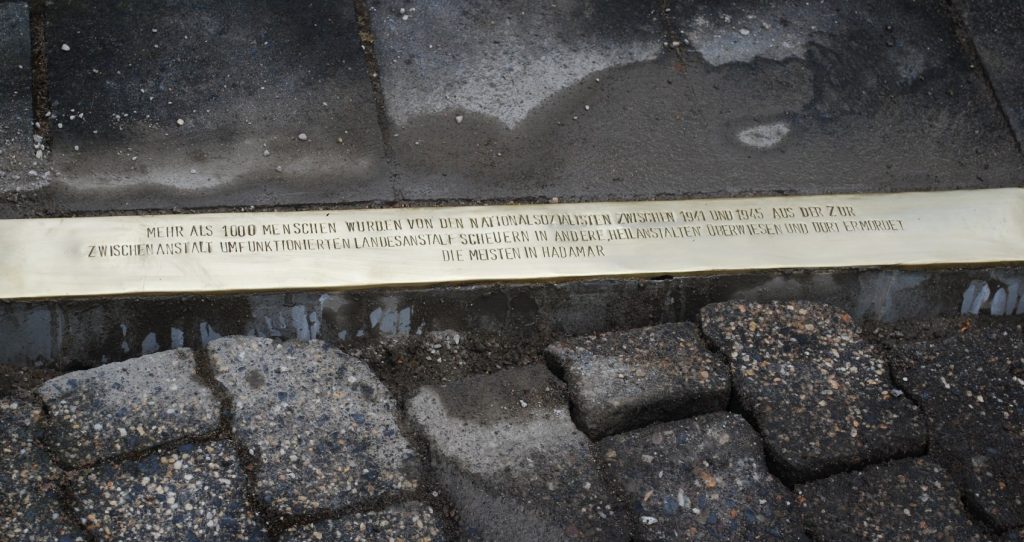 MEHR ALS 1000 MENSCHEN WURDEN VON DEN NATIONALSOZIALISTEN ZWISCHEN 1941 UND 1945 AUS DER ZUR
ZWISCHENANSTALT UMFUNKTIONIERTEN LANDESANSTALT SCHEUERN IN ANDERE „HEILANSTALTEN" ÜBERWIESEN UND DORT ERMORDET
DIE MEISTEN IN HADAMAR